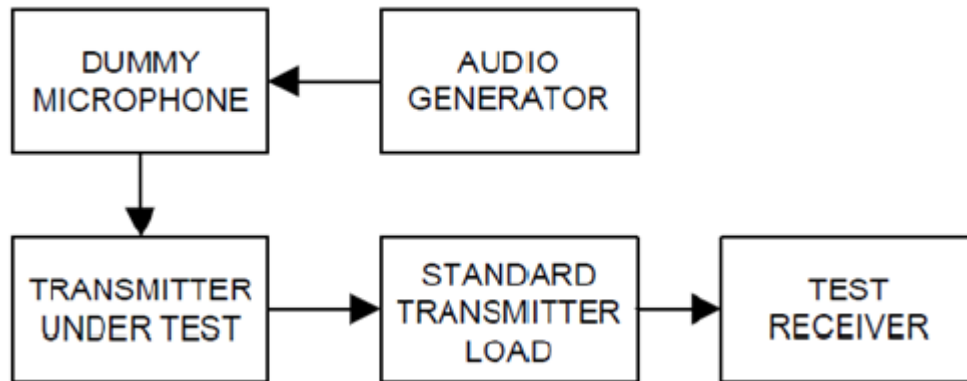 DUMMY
MICROPHONE
AUDIO
GENERATOR
TRANSMITTER
UNDER TEST
STANDARD
TRANSMITTER
LOAD
TEST
RECEIVER